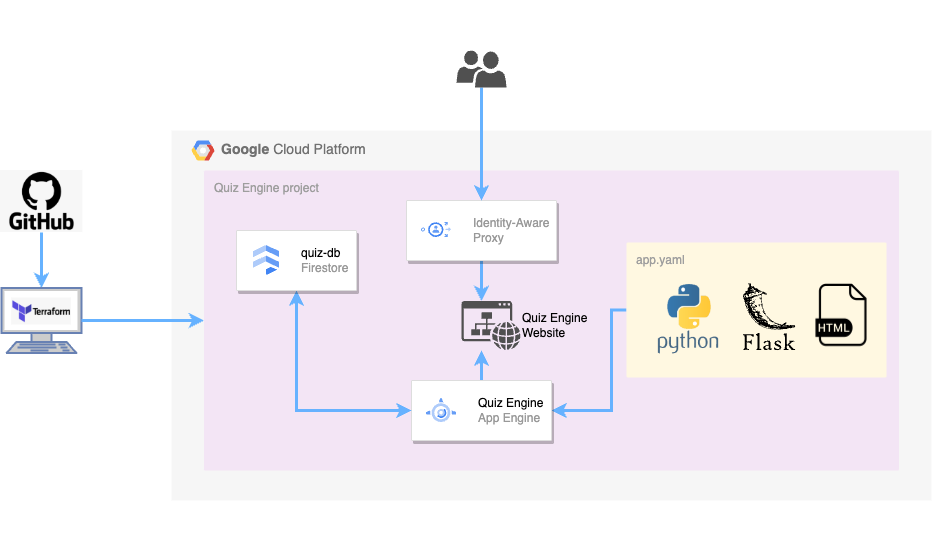 Google Cloud Platform
Quiz Engine project
GitHub
Terraform
quiz-db
Firestore
Identity-Aware
Proxy
Quiz Engine
Website
Quiz Engine
App Engine
app.yaml
python
Flask
HTML